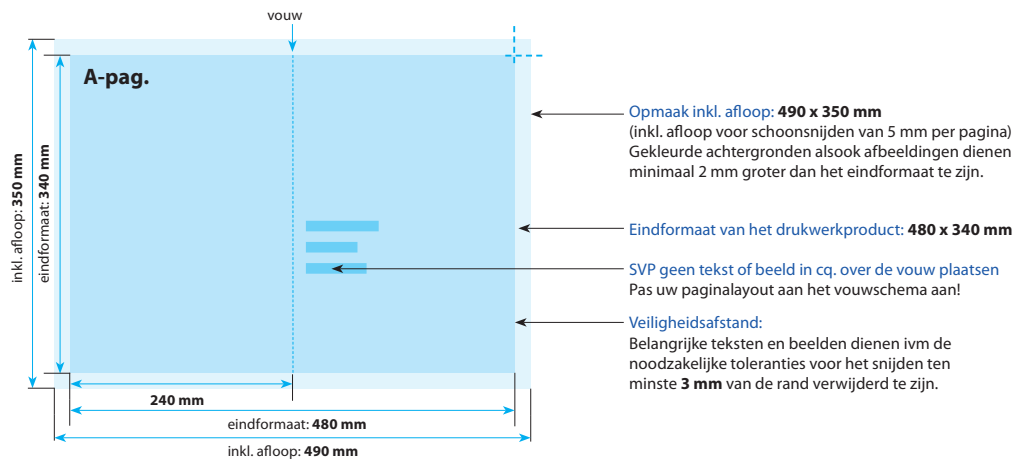 vouw
A-pag.
inkl. afloop: 350 mm
eindformaat: 340 mm
Opmaak inkl. afloop: 490 x 350 mm
(inkl. afloop voor schoonsnijden van 5 mm per pagina)
Gekleurde achtergronden alsook afbeeldingen dienen
minimaal 2 mm groter dan het eindformaat te zijn.
Eindformaat van het drukwerkproduct: 480 x 340 mm
SVP geen tekst of beeld in cq. over de vouw plaatsen
Pas uw paginalayout aan het vouwschema aan!
Veiligheidsafstand:
Belangrijke teksten en beelden dienen ivm de
noodzakelijke toleranties voor het snijden ten
minste 3 mm van de rand verwijderd te zijn.
240 mm
eindformaat: 480 mm
inkl. afloop: 490 mm